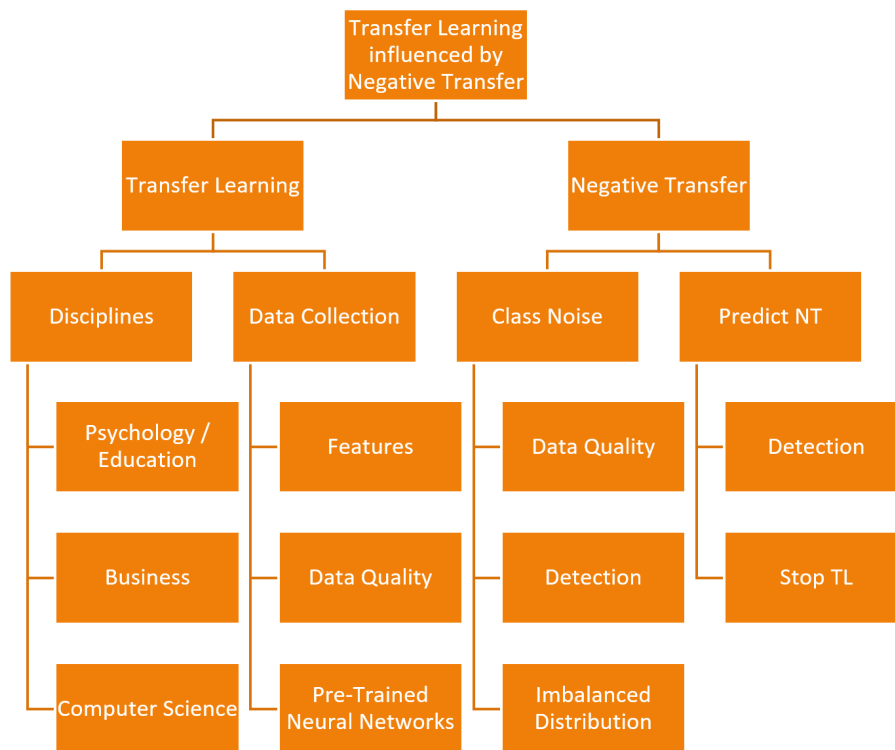 Transfer Learning
influenced by
Negative Transfer
Transfer Learning
Negative Transfer
Disciplines
Data Collection
Class Noise
Predict NT
Psychology /
Education
Features
Data Quality
Detection
Business
Data Quality
Detection
Stop TL
Computer Science
Pre-Trained
Neural Networks
Imbalanced
Distribution